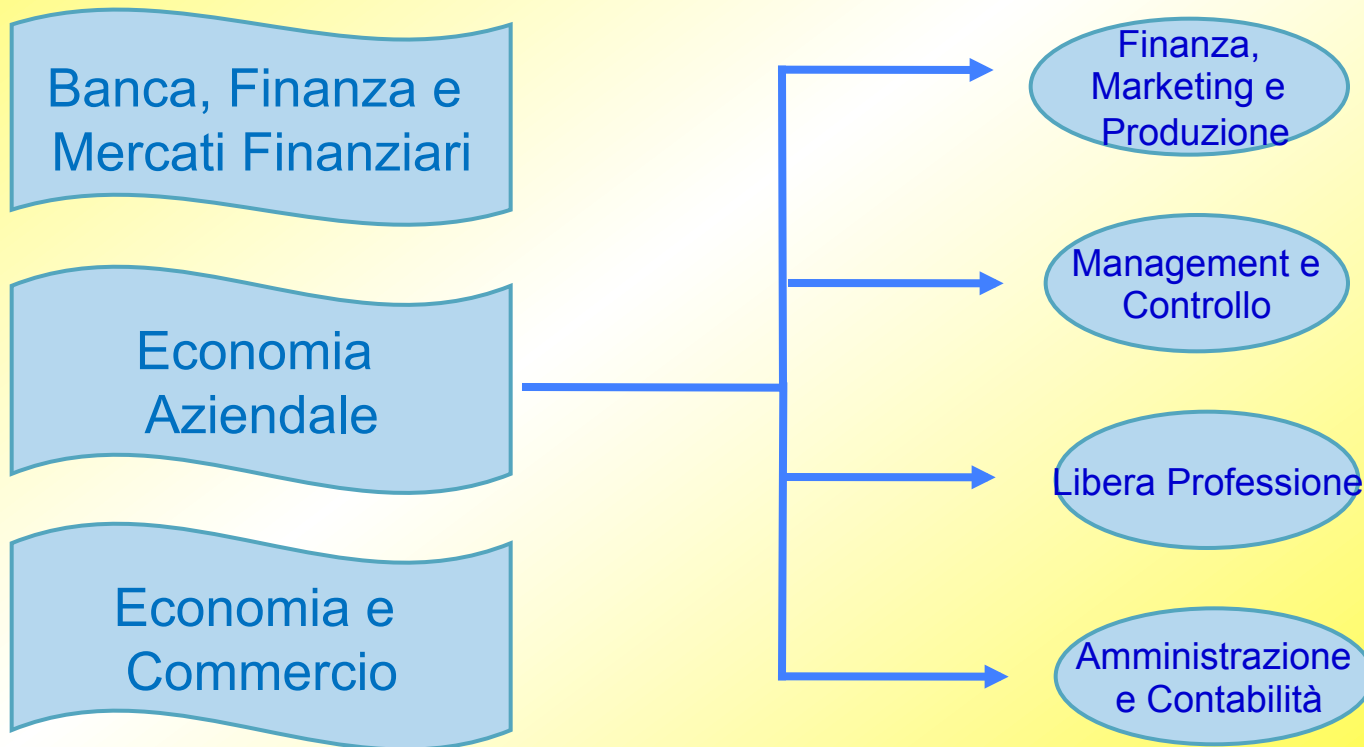 Banca, Finanza e
Mercati Finanziari
Economia
Aziendale
Economia e
Commercio
Finanza,
Marketing e
Produzione
Management e
Controllo
Libera Professione
Amministrazione
e Contabilità